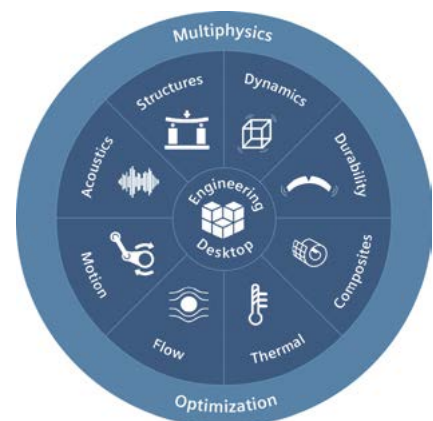 Multiphysics
Structures
Dynamics
Acoustics
Durability
Engineering
Desktop
Motion
Composites
Flow
Thermal
Optimization